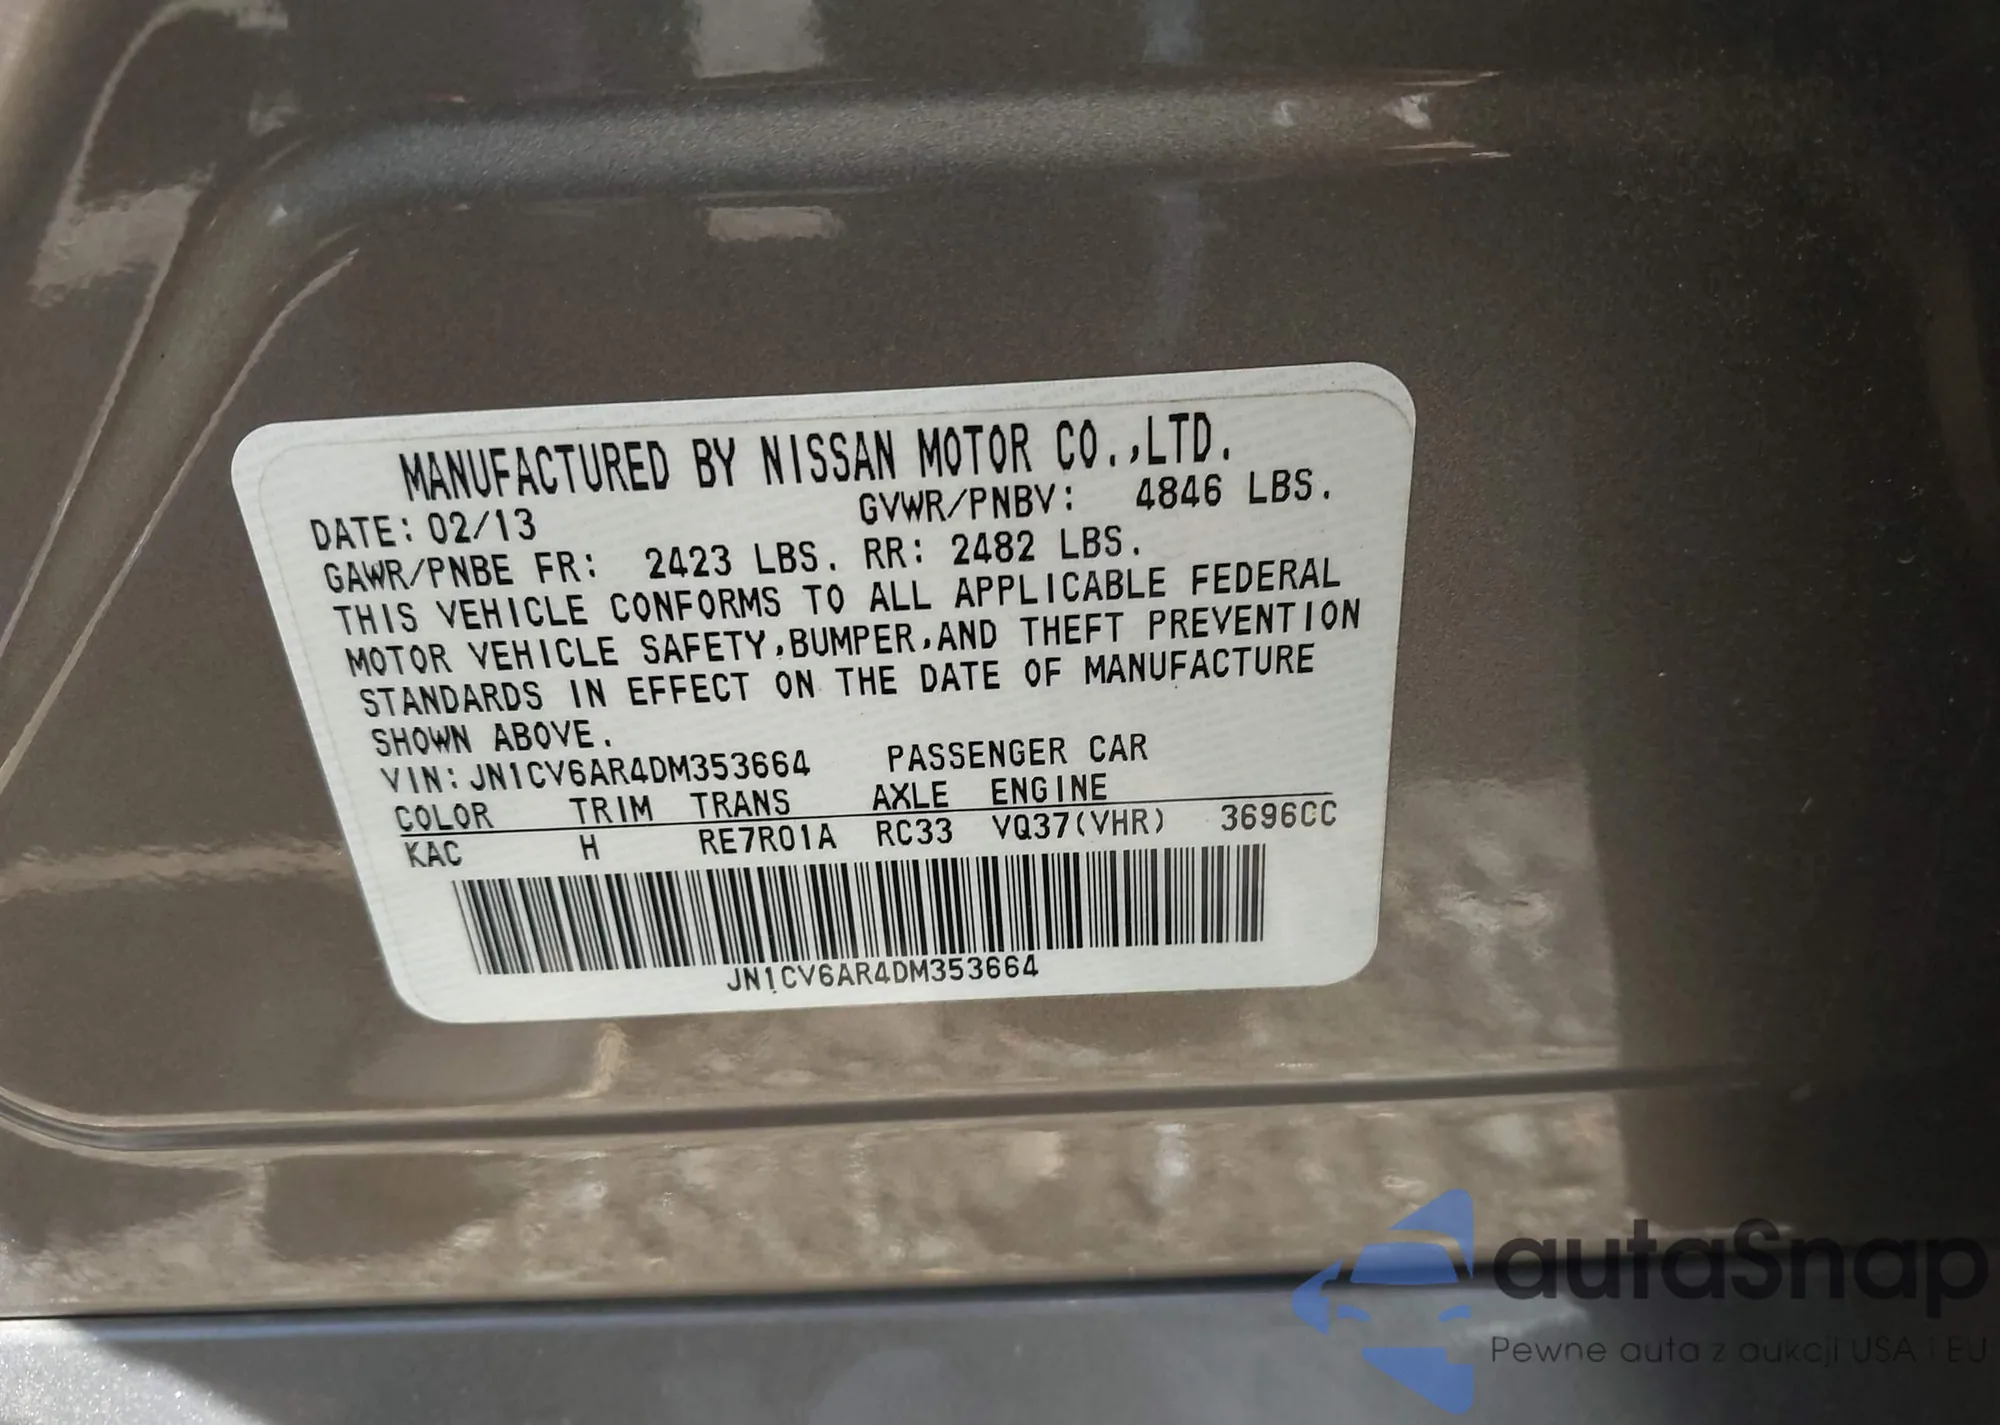 MANUFACTURED BY NISSAN MOTOR CO.,LTD.
DATE: 02/13 GVWR/PNBV: 4846 LBS.
GAWR/PNBE FR: 2423 LBS. RR: 2482 LBS.
THIS VEHICLE CONFORMS TO ALL APPLICABLE FEDERAL
MOTOR VEHICLE SAFETY,BUMPER,AND THEFT PREVENTION
STANDARDS IN EFFECT ON THE DATE OF MANUFACTURE
SHOWN ABOVE.
VIN: JN1CV6AR4DM353664 PASSENGER CAR
COLOR TRIM TRANS AXLE ENGINE
KAC H RE7R01A RC33 VQ37(VHR) 3696CC
JN1CV6AR4DM353664
autaSnap
Pewne auta z aukcji USA i EU